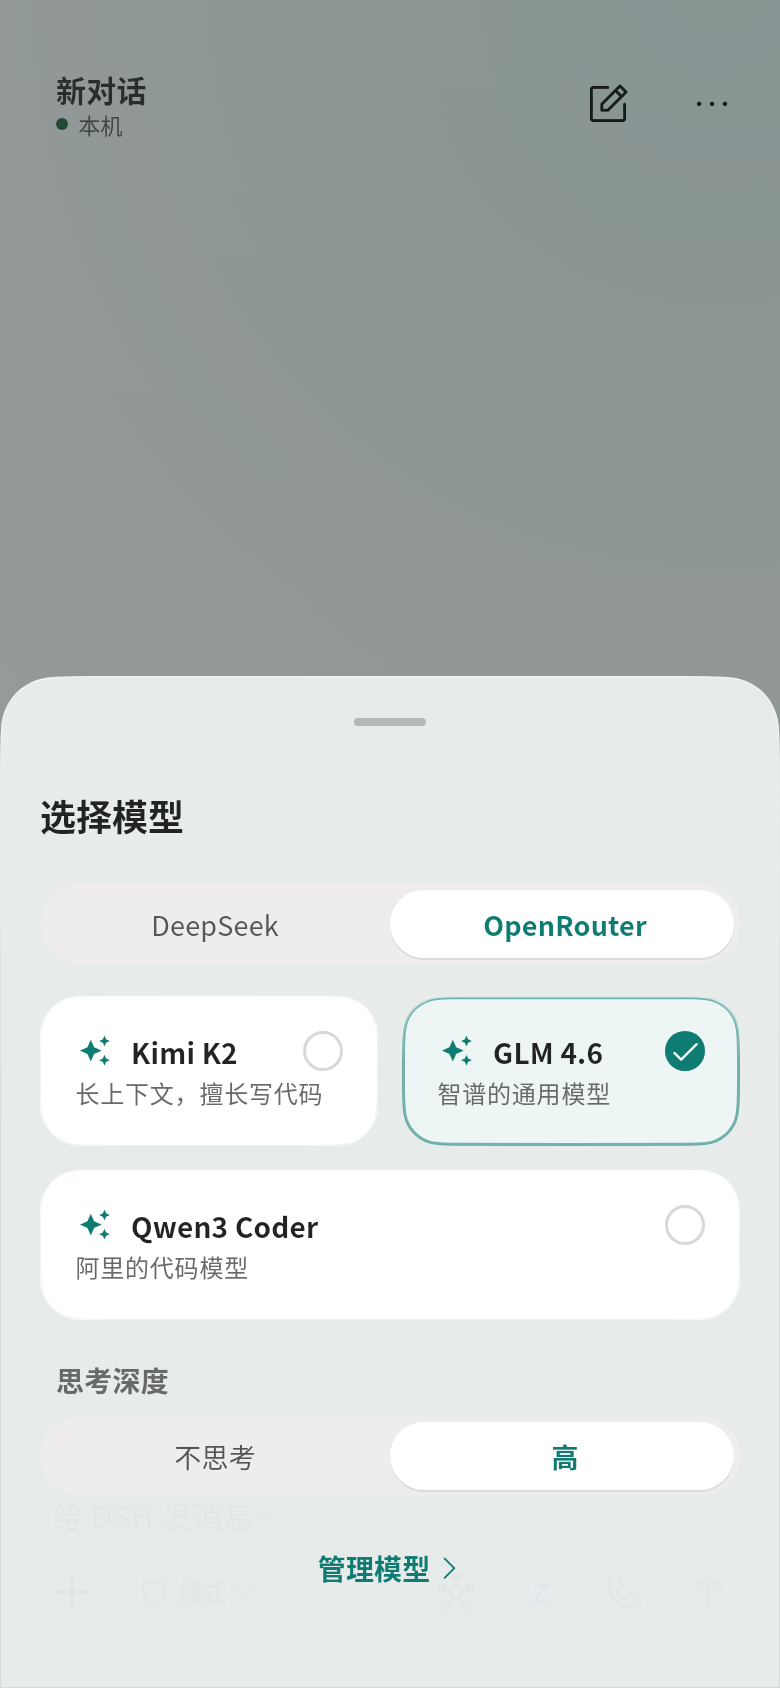 新对话
本机
选择模型
DeepSeek
OpenRouter
Kimi K2
长上下文，擅长写代码
GLM 4.6
智谱的通用模型
Qwen3 Coder
阿里的代码模型
思考深度
不思考
高
给 DSH 发消息…
管理模型
模式
Z